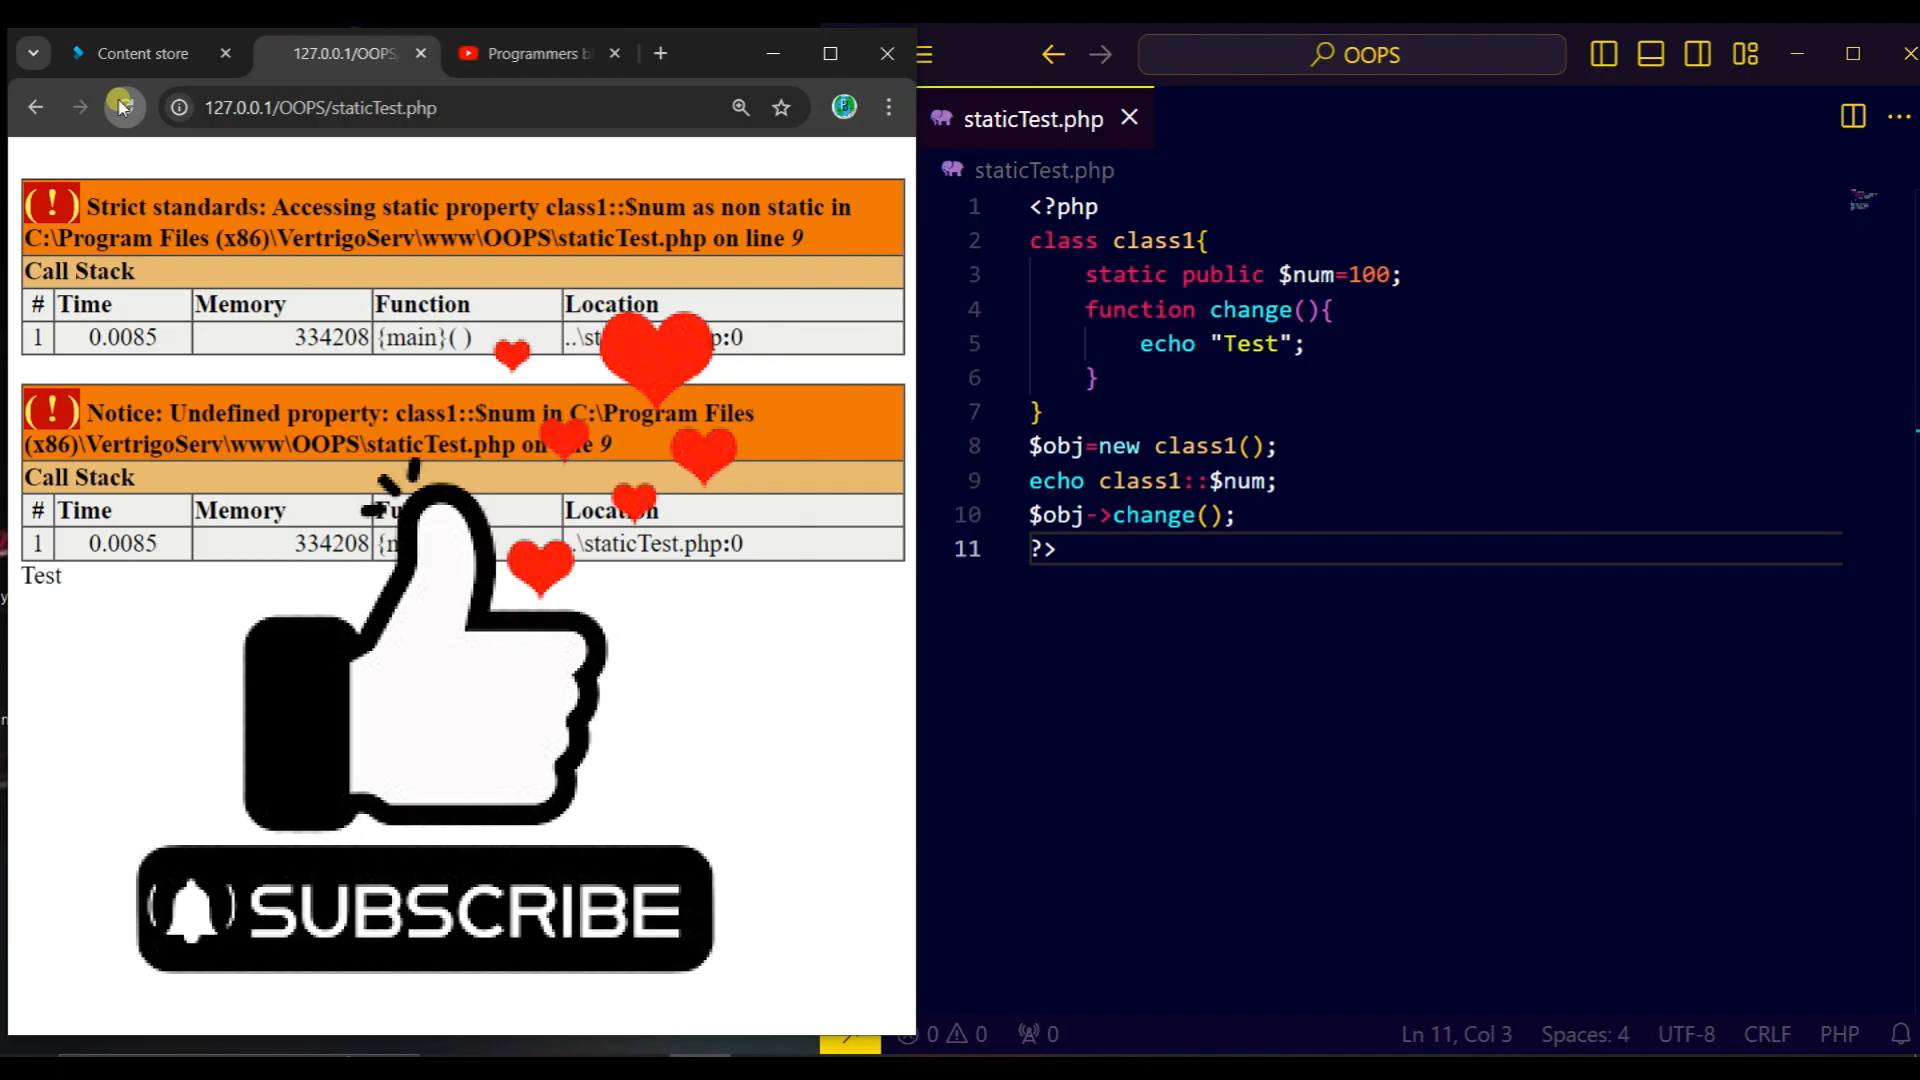 Content store
127.0.0.1/OOPS
Programmers b
127.0.0.1/OOPS/staticTest.php
( ! ) Strict standards: Accessing static property class1::$num as non static in
C:\Program Files (x86)\VertrigoServ\www\OOPS\staticTest.php on line 9
Call Stack
# Time Memory Function Location
1 0.0085 334208 {main}( ) ..\st p:0
( ! ) Notice: Undefined property: class1::$num in C:\Program Files
(x86)\VertrigoServ\www\OOPS\staticTest.php on 9
Call Stack
# Time Memory
1 0.0085 334208 .\staticTest.php:0
Test
SUBSCRIBE
OOPS
staticTest.php
staticTest.php
1 <?php
2 class class1{
3 static public $num=100;
4 function change(){
5 echo "Test";
6 }
7 }
8 $obj=new class1();
9 echo class1::$num;
10 $obj->change();
11 ?>
0 0 0
Ln 11, Col 3 Spaces: 4 UTF-8 CRLF PHP